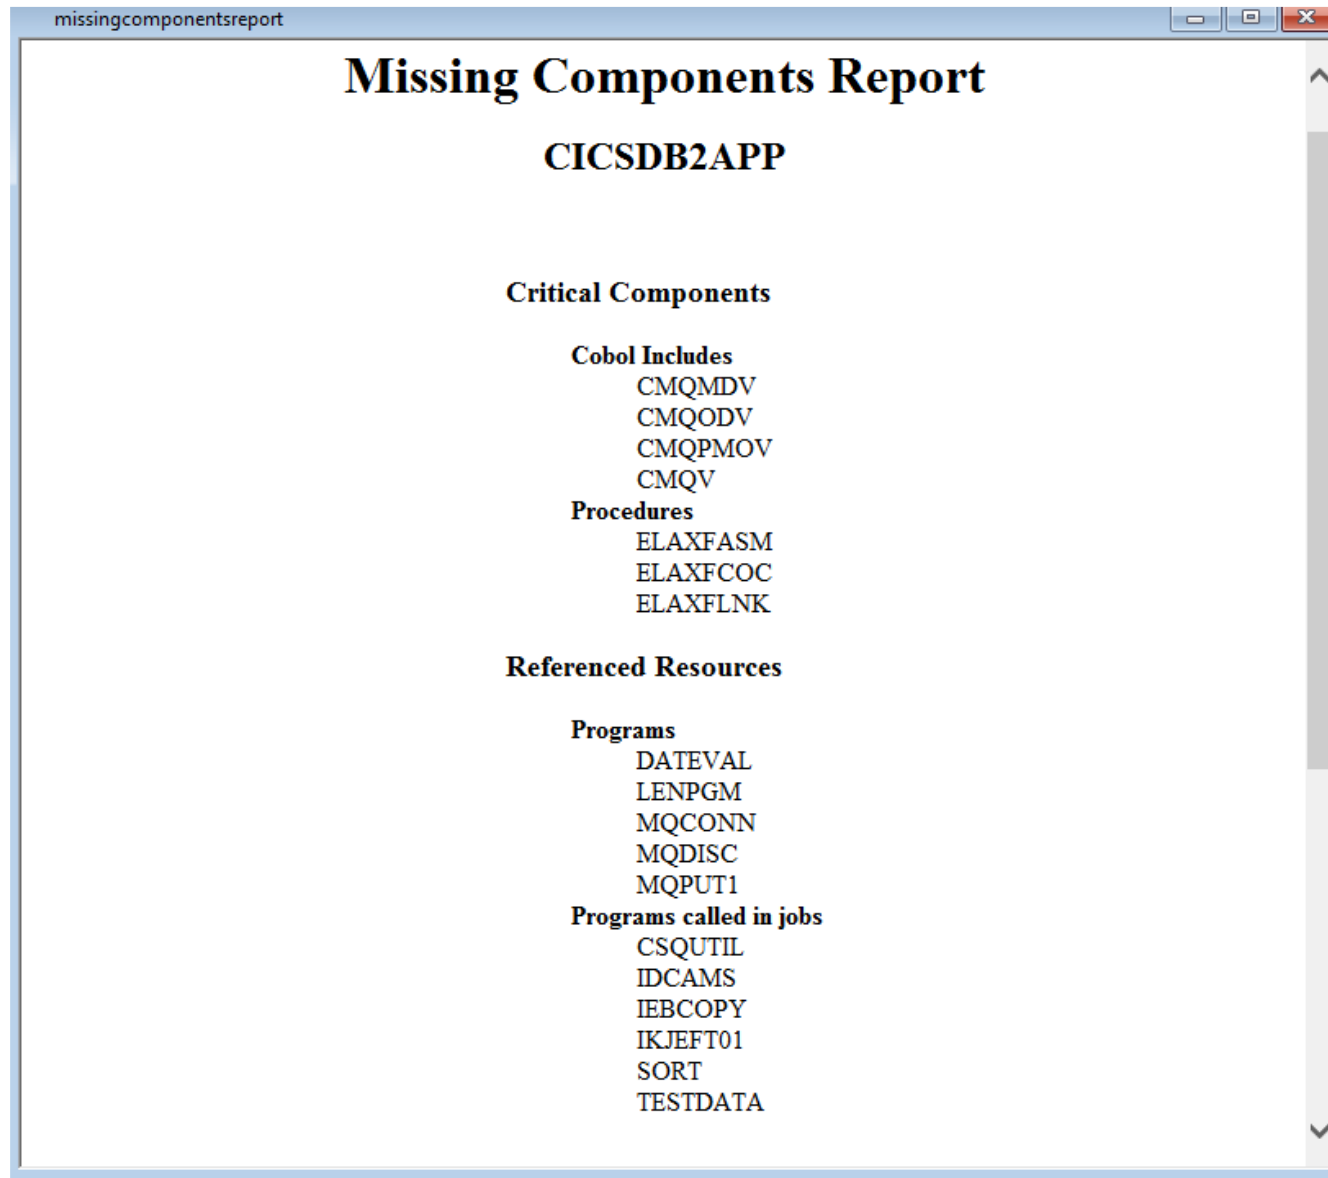 missingcomponentsreport
Missing Components Report
CICSDB2APP
Critical Components
Cobol Includes
CMQMDV
CMQODV
CMQPMOV
CMQV
Procedures
ELAXFASM
ELAXFCOC
ELAXFLNK
Referenced Resources
Programs
DATEVAL
LENPGM
MQCONN
MQDISC
MQPUT1
Programs called in jobs
CSQUTIL
IDCAMS
IEBCOPY
IKJEFT01
SORT
TESTDATA